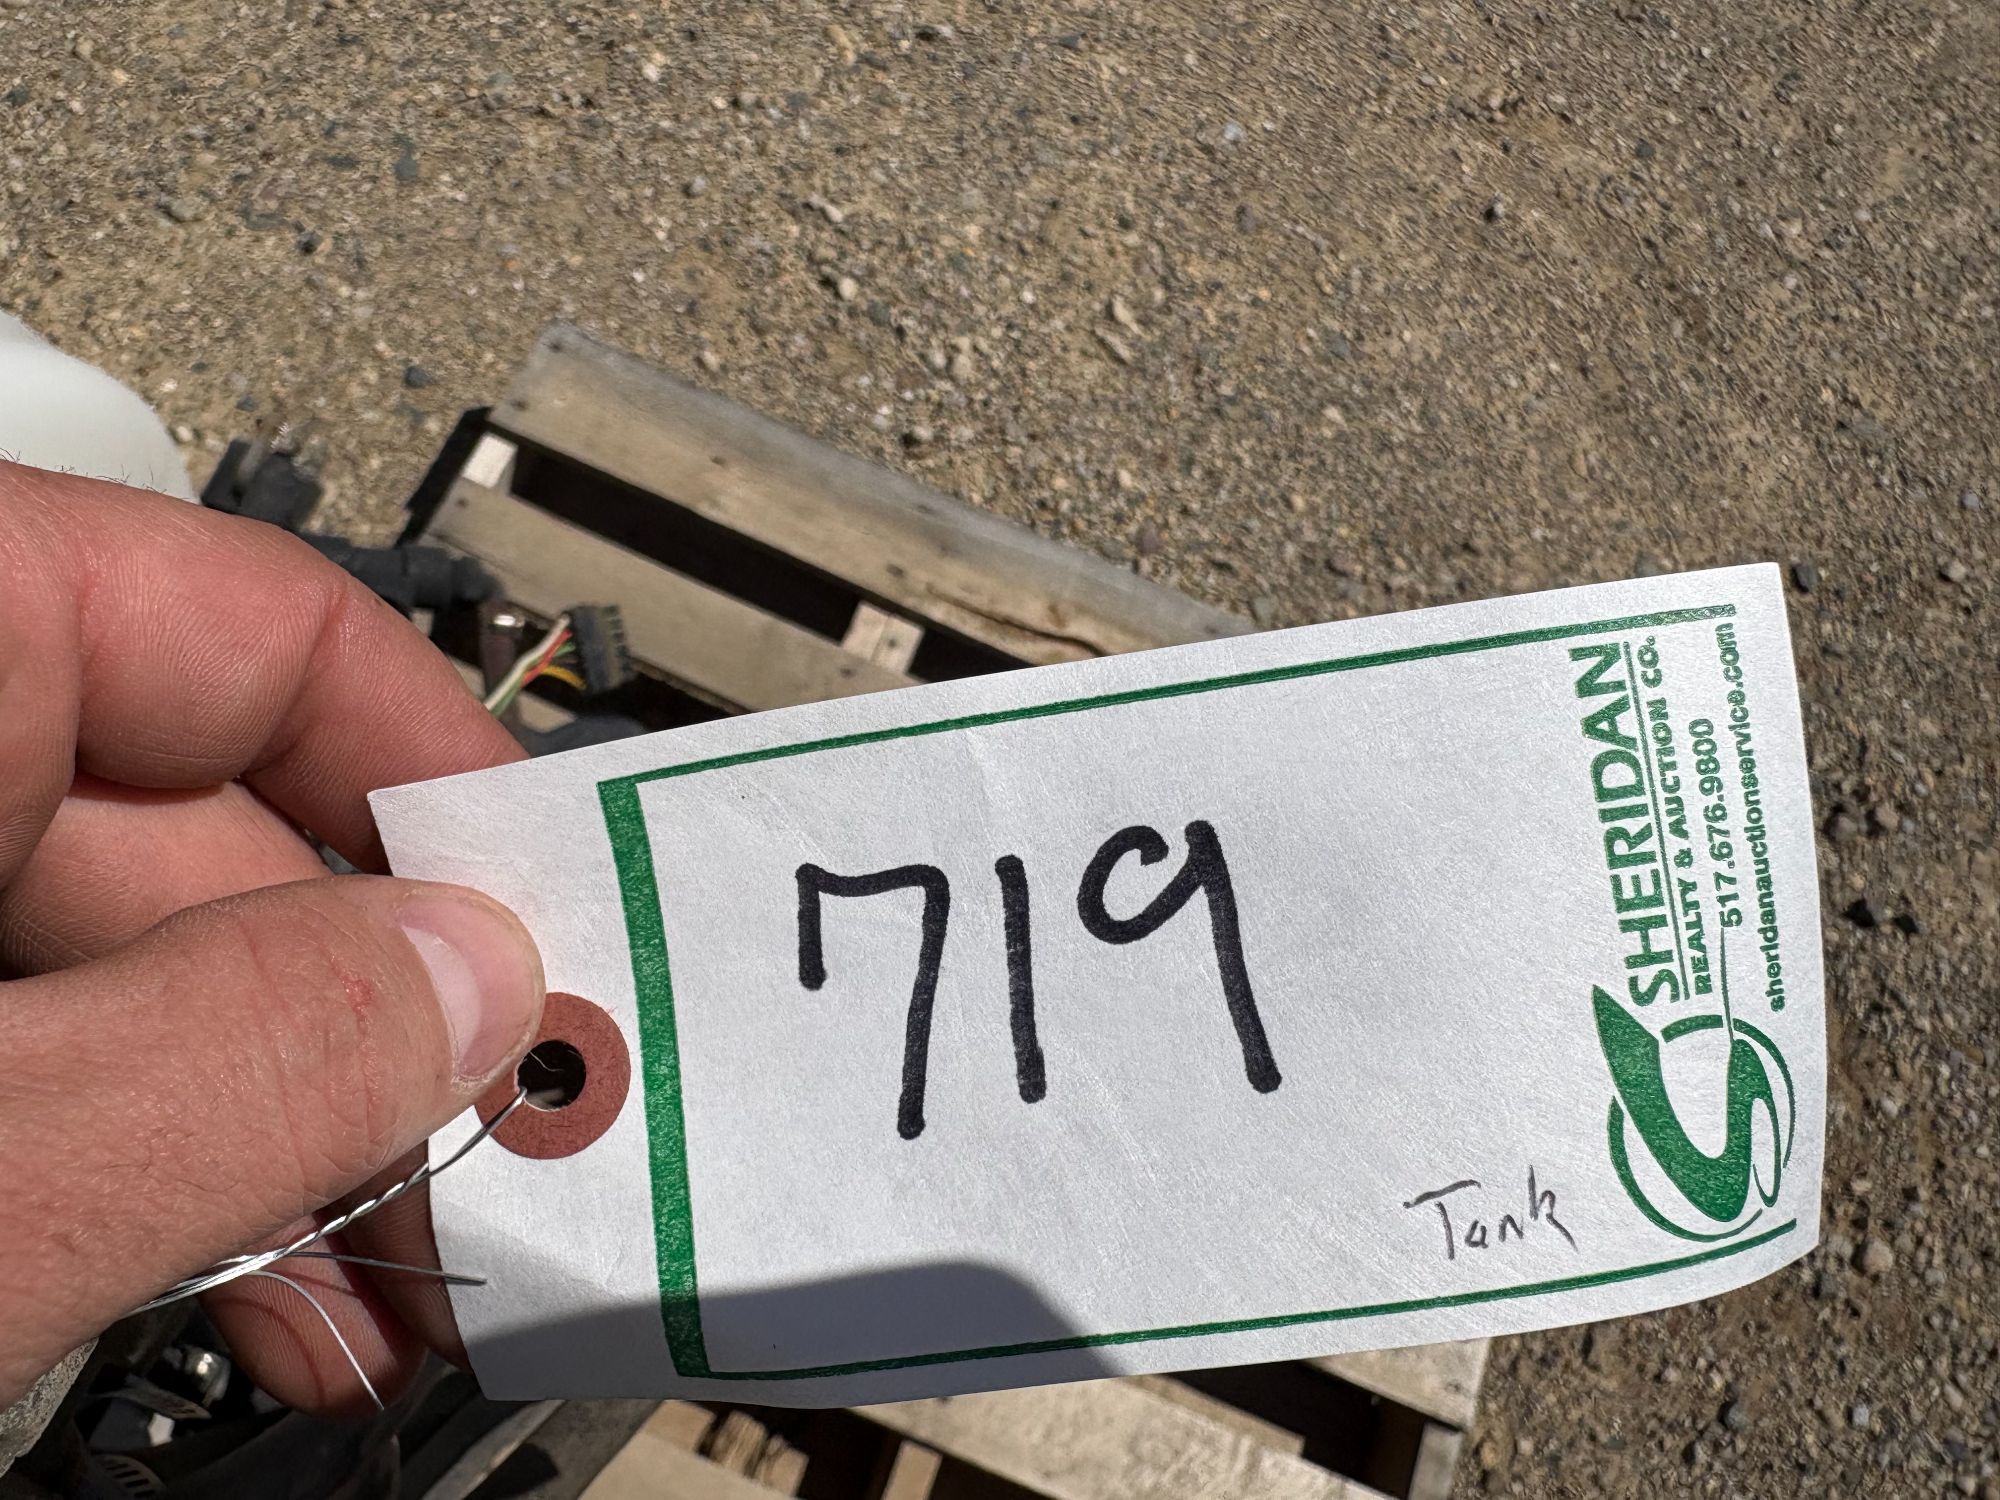 719
Tank
SHERIDAN
REALTY & AUCTION CO.
517.676.9800
sheridanauctionservice.com